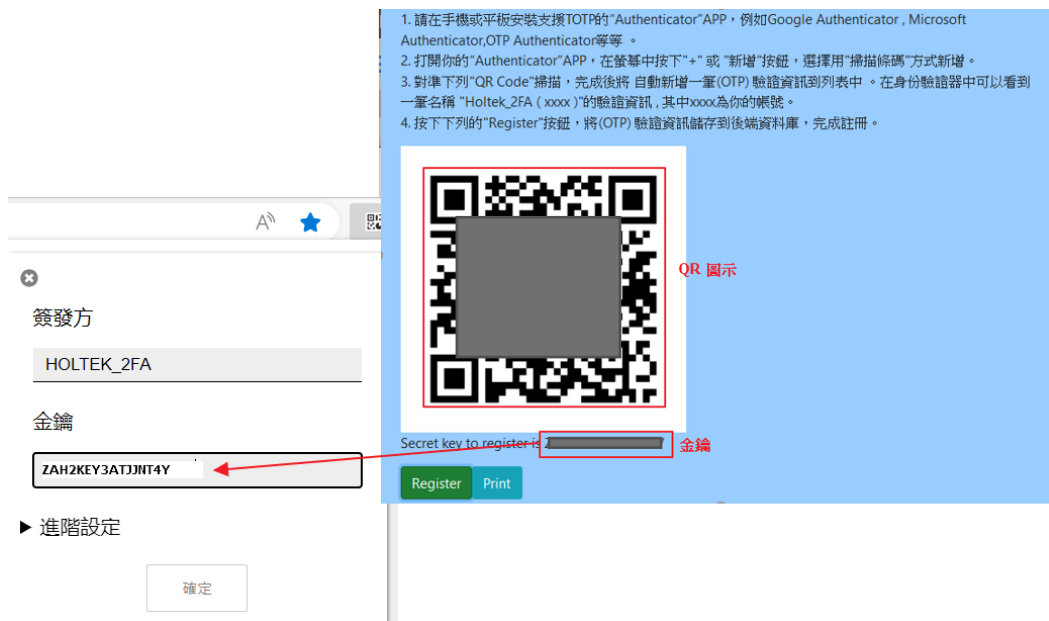 1. 請在手機或平板安裝支援TOTP的"Authenticator"APP，例如Google Authenticator , Microsoft
Authenticator,OTP Authenticator等等 。
2. 打開你的"Authenticator"APP，在螢幕中按下"+" 或 "新增"按鈕，選擇用"掃描條碼"方式新增。
3. 對準下列"QR Code"掃描，完成後將 自動新增一筆(OTP) 驗證資訊到列表中 。在身份驗證器中可以看到
一筆名稱 "Holtek_2FA ( xxxx )"的驗證資訊 , 其中xxxx為你的帳號。
4. 按下下列的"Register"按鈕，將(OTP) 驗證資訊儲存到後端資料庫，完成註冊。
QR 圖示
Secret key to register is
金鑰
Register Print
簽發方
HOLTEK_2FA
金鑰
ZAH2KEY3ATJJNT4Y
進階設定
確定